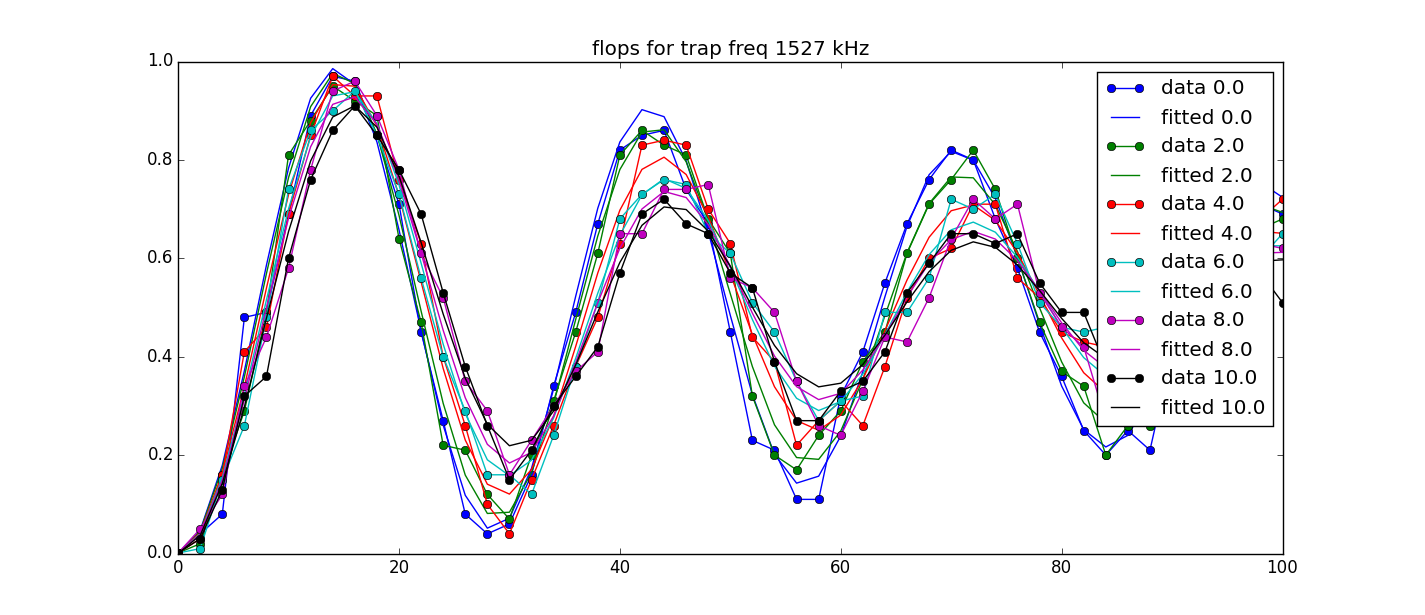 flops for trap freq 1527 kHz
1.0
0.8
0.6
0.4
0.2
0.0
0 20 40 60 80 100
data 0.0
fitted 0.0
data 2.0
fitted 2.0
data 4.0
fitted 4.0
data 6.0
fitted 6.0
data 8.0
fitted 8.0
data 10.0
fitted 10.0